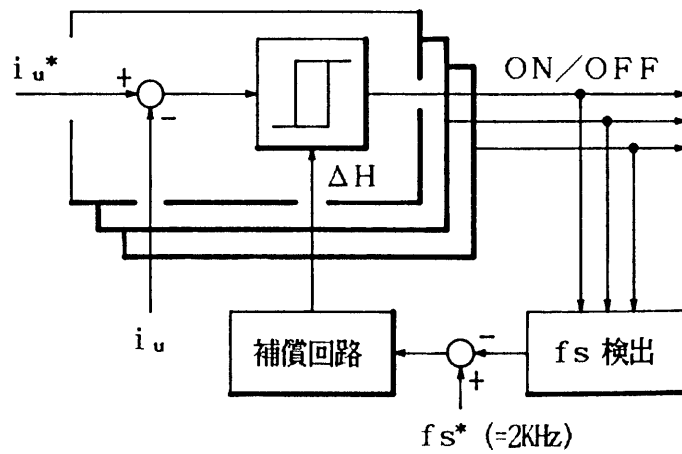 iu*
+
-
ON/OFF
ΔH
iu
補償回路
-
+
fs 検出
fs* (=2KHz)